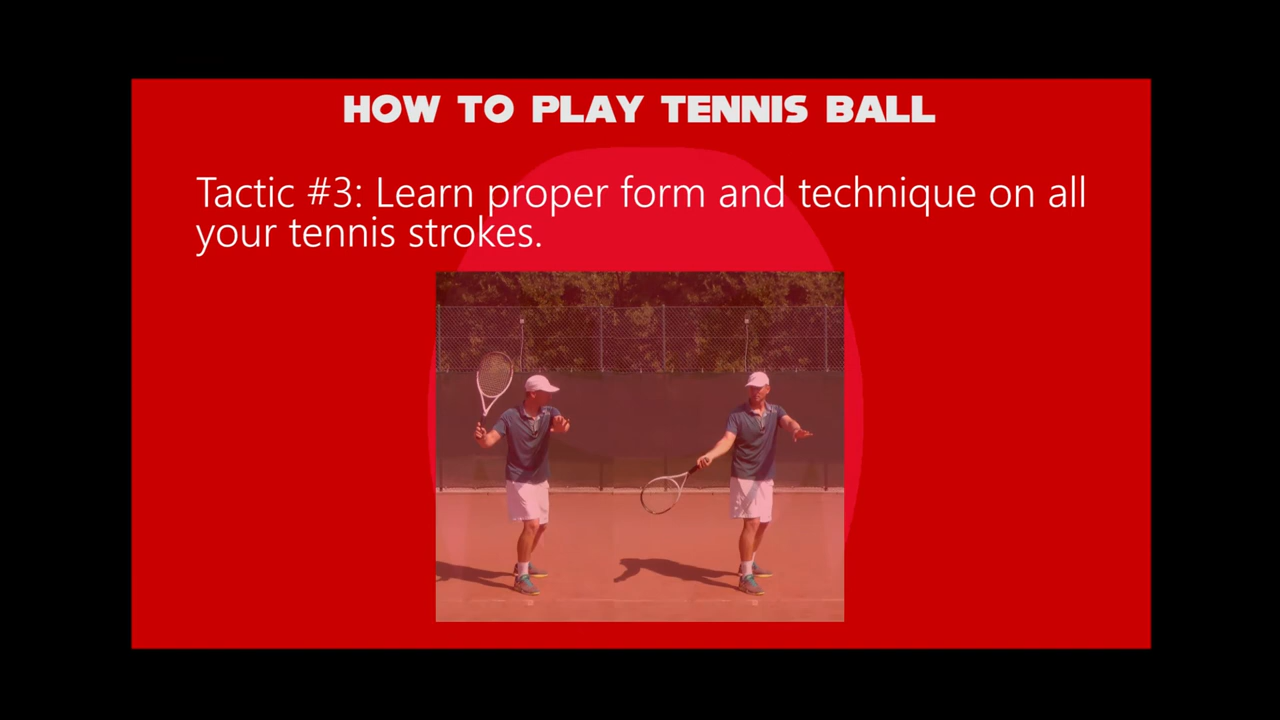 HOW TO PLAY TENNIS BALL
Tactic #3: Learn proper form and technique on all
your tennis strokes.